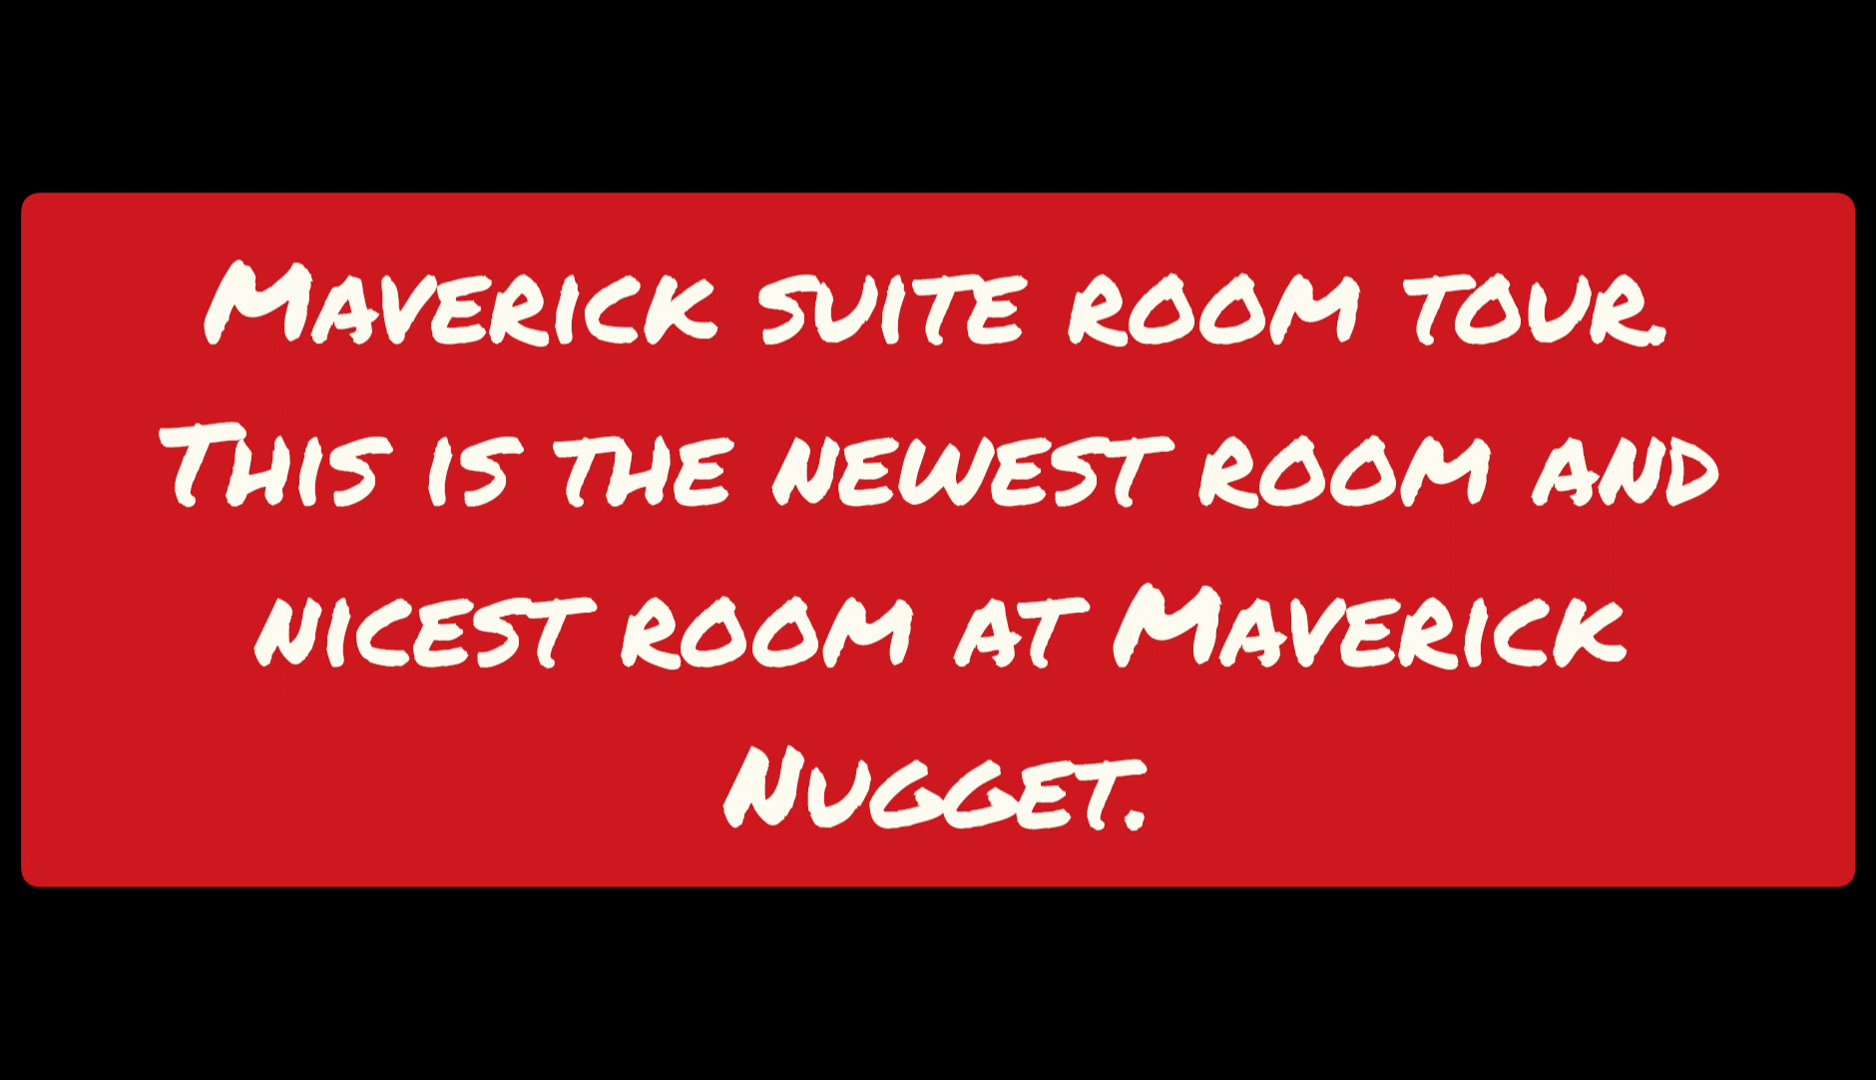 Maverick suite room tour.
This is the newest room and
nicest room at Maverick
Nugget.